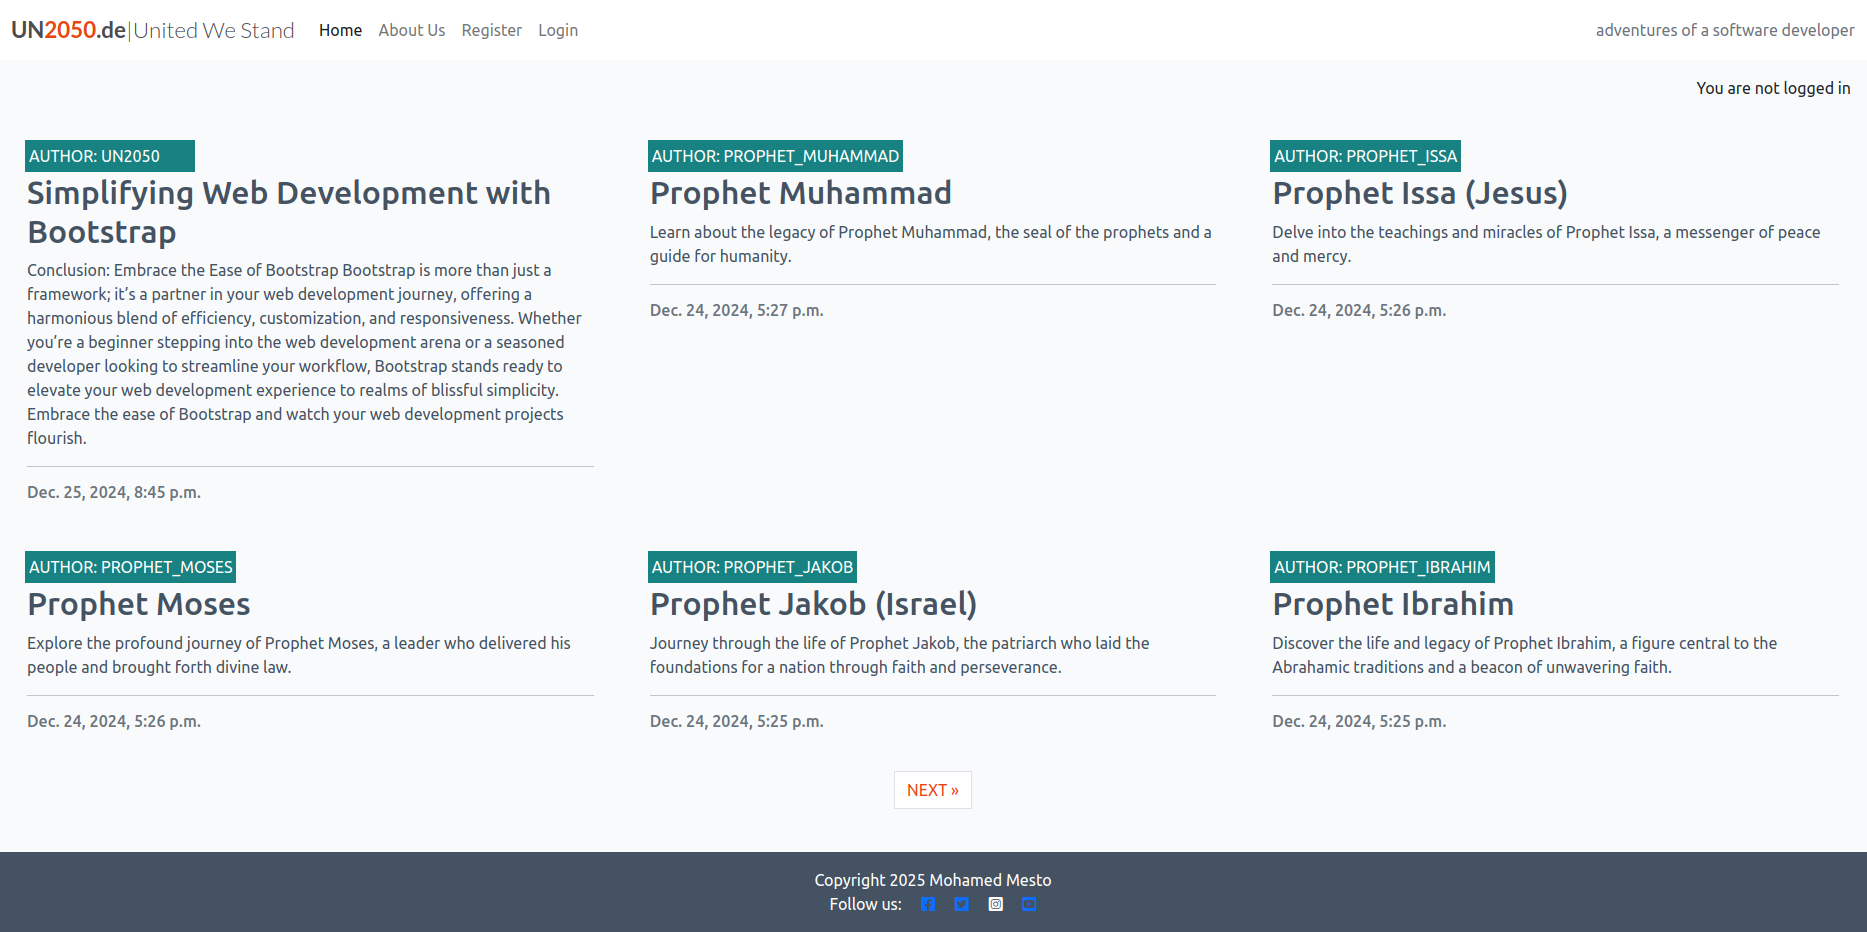 UN2050.de|United We Stand Home About Us Register Login adventures of a software developer
You are not logged in
AUTHOR: UN2050
Simplifying Web Development with
Bootstrap
Conclusion: Embrace the Ease of Bootstrap Bootstrap is more than just a
framework; it’s a partner in your web development journey, offering a
harmonious blend of efficiency, customization, and responsiveness. Whether
you’re a beginner stepping into the web development arena or a seasoned
developer looking to streamline your workflow, Bootstrap stands ready to
elevate your web development experience to realms of blissful simplicity.
Embrace the ease of Bootstrap and watch your web development projects
flourish.
Dec. 25, 2024, 8:45 p.m.
AUTHOR: PROPHET_MUHAMMAD
Prophet Muhammad
Learn about the legacy of Prophet Muhammad, the seal of the prophets and a
guide for humanity.
Dec. 24, 2024, 5:27 p.m.
AUTHOR: PROPHET_ISSA
Prophet Issa (Jesus)
Delve into the teachings and miracles of Prophet Issa, a messenger of peace
and mercy.
Dec. 24, 2024, 5:26 p.m.
AUTHOR: PROPHET_MOSES
Prophet Moses
Explore the profound journey of Prophet Moses, a leader who delivered his
people and brought forth divine law.
Dec. 24, 2024, 5:26 p.m.
AUTHOR: PROPHET_JAKOB
Prophet Jakob (Israel)
Journey through the life of Prophet Jakob, the patriarch who laid the
foundations for a nation through faith and perseverance.
Dec. 24, 2024, 5:25 p.m.
AUTHOR: PROPHET_IBRAHIM
Prophet Ibrahim
Discover the life and legacy of Prophet Ibrahim, a figure central to the
Abrahamic traditions and a beacon of unwavering faith.
Dec. 24, 2024, 5:25 p.m.
NEXT »
Copyright 2025 Mohamed Mesto
Follow us: